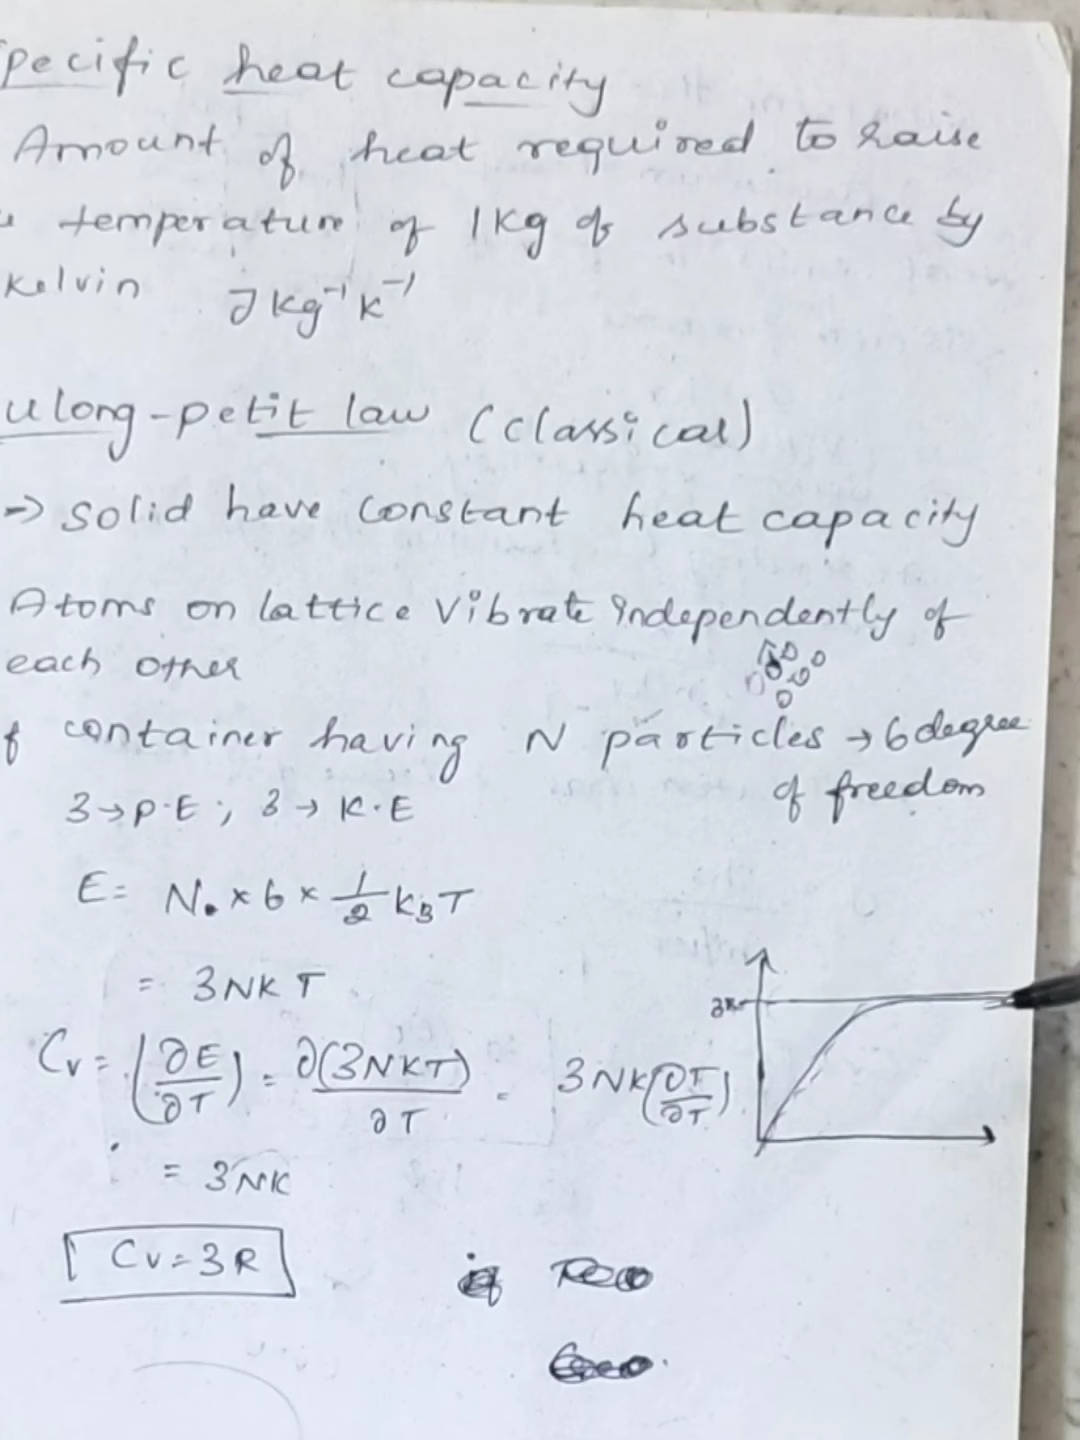 pecific heat capacity
Amount of heat required to raise
temperature of 1kg of substance by
Kelvin J kg⁻¹ K⁻¹
ulong-petit law (classical)
=> solid have constant heat capacity
Atoms on lattice vibrate independently of
each other
container having N particles → 6 degree
of freedom
3→P.E; 3→ K.E
E = N. × 6 × 1/2 k_B T
= 3NKT
3R
Cv = (∂E/∂T) = ∂(3NKT)/∂T = 3NK(∂T/∂T)
= 3NK
Cv = 3R